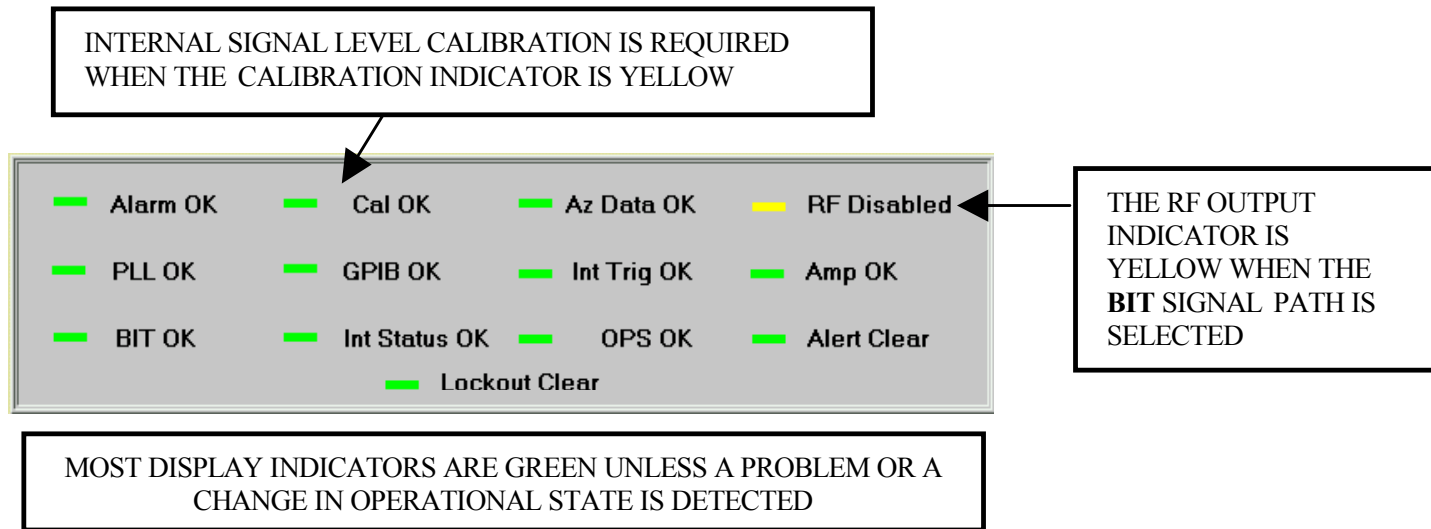 INTERNAL SIGNAL LEVEL CALIBRATION IS REQUIRED
WHEN THE CALIBRATION INDICATOR IS YELLOW
Alarm OK Cal OK Az Data OK RF Disabled
PLL OK GPIB OK Int Trig OK Amp OK
BIT OK Int Status OK OPS OK Alert Clear
Lockout Clear
THE RF OUTPUT
INDICATOR IS
YELLOW WHEN THE
BIT SIGNAL PATH IS
SELECTED
MOST DISPLAY INDICATORS ARE GREEN UNLESS A PROBLEM OR A
CHANGE IN OPERATIONAL STATE IS DETECTED